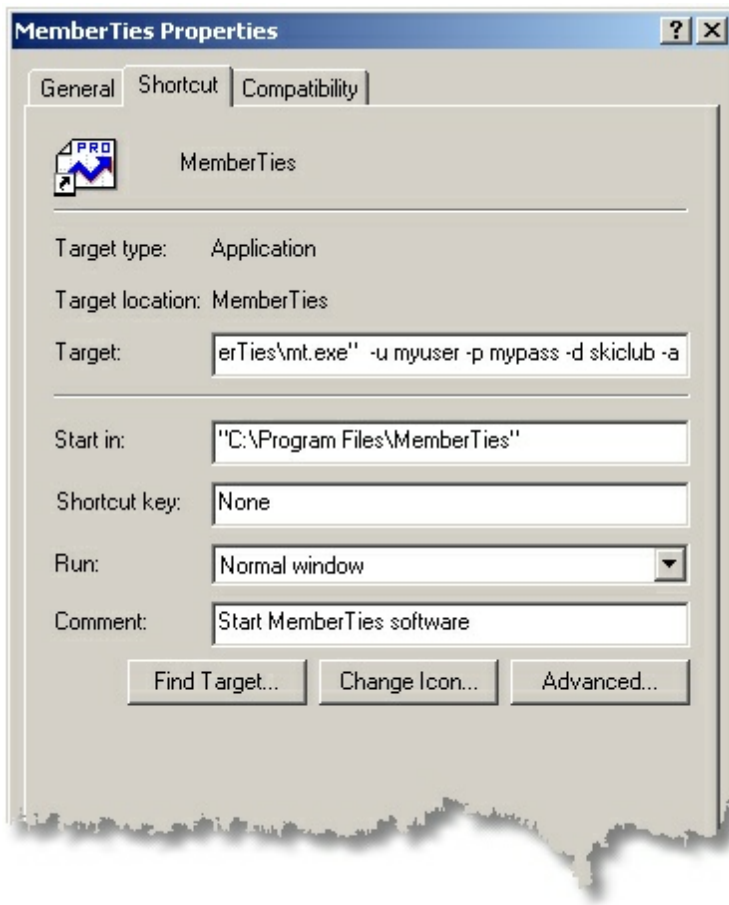 MemberTies Properties
General Shortcut Compatibility
PRO
MemberTies
Target type: Application
Target location: MemberTies
Target: erTies\mt.exe" -u myuser -p mypass -d skiclub -a
Start in: "C:\Program Files\MemberTies"
Shortcut key: None
Run: Normal window
Comment: Start MemberTies software
Find Target... Change Icon... Advanced...